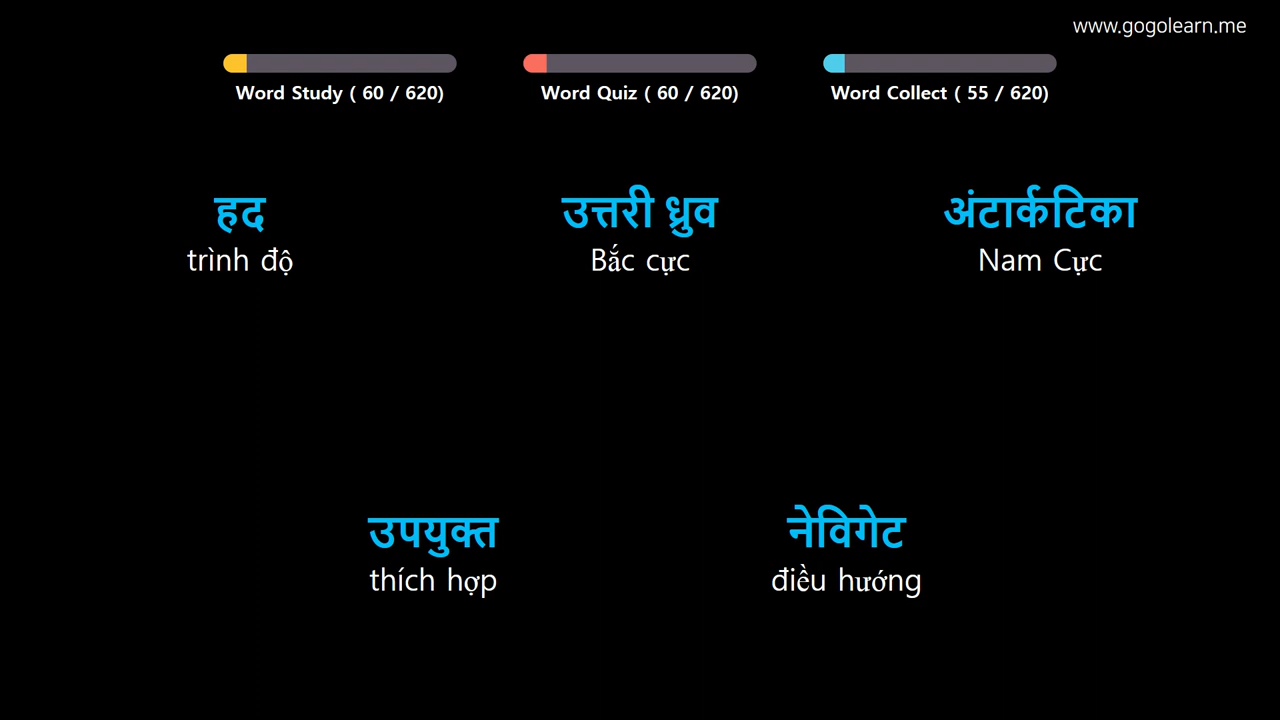 www.gogolearn.me
Word Study ( 60 / 620)
Word Quiz ( 60 / 620)
Word Collect ( 55 / 620)
हद
trình độ
उत्तरी ध्रुव
Bắc cực
अंटार्कटिका
Nam Cực
उपयुक्त
thích hợp
नेविगेट
điều hướng